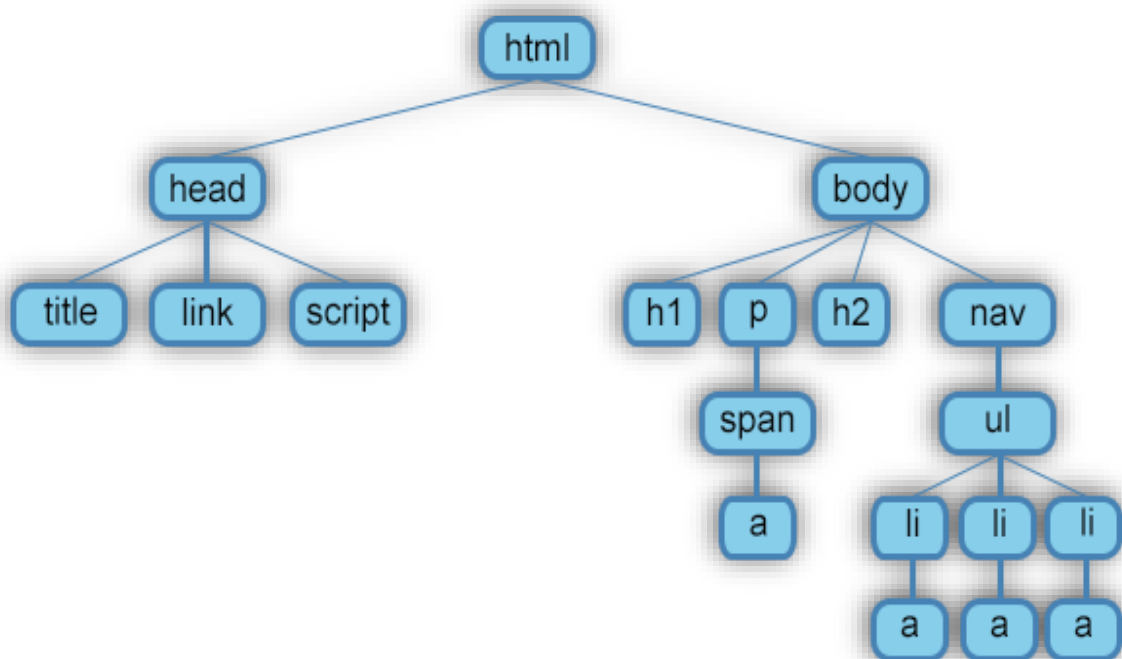 html
head body
title link script h1 p h2 nav
span ul
a li li li
a a a